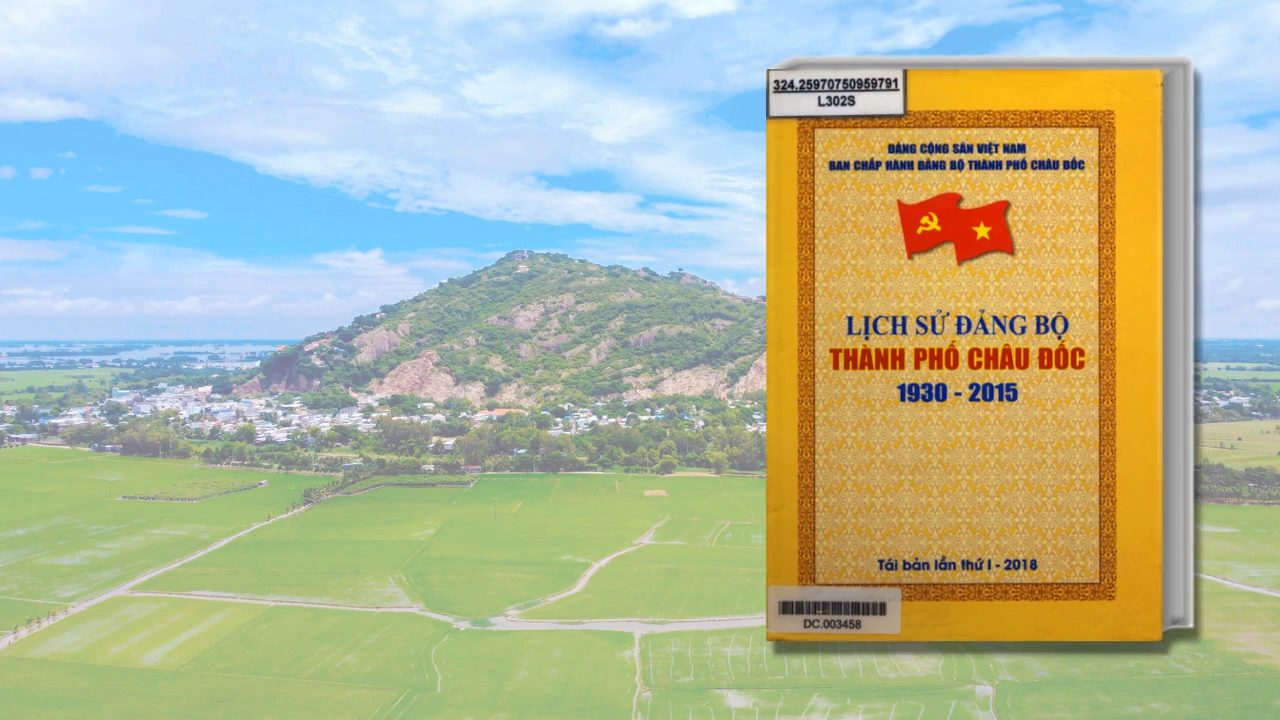 324.25970750959791
L302S
ĐẢNG CỘNG SẢN VIỆT NAM
BAN CHẤP HÀNH ĐẢNG BỘ THÀNH PHỐ CHÂU ĐỐC
LỊCH SỬ ĐẢNG BỘ
THÀNH PHỐ CHÂU ĐỐC
1930 - 2015
Tái bản lần thứ I - 2018
DC.003458